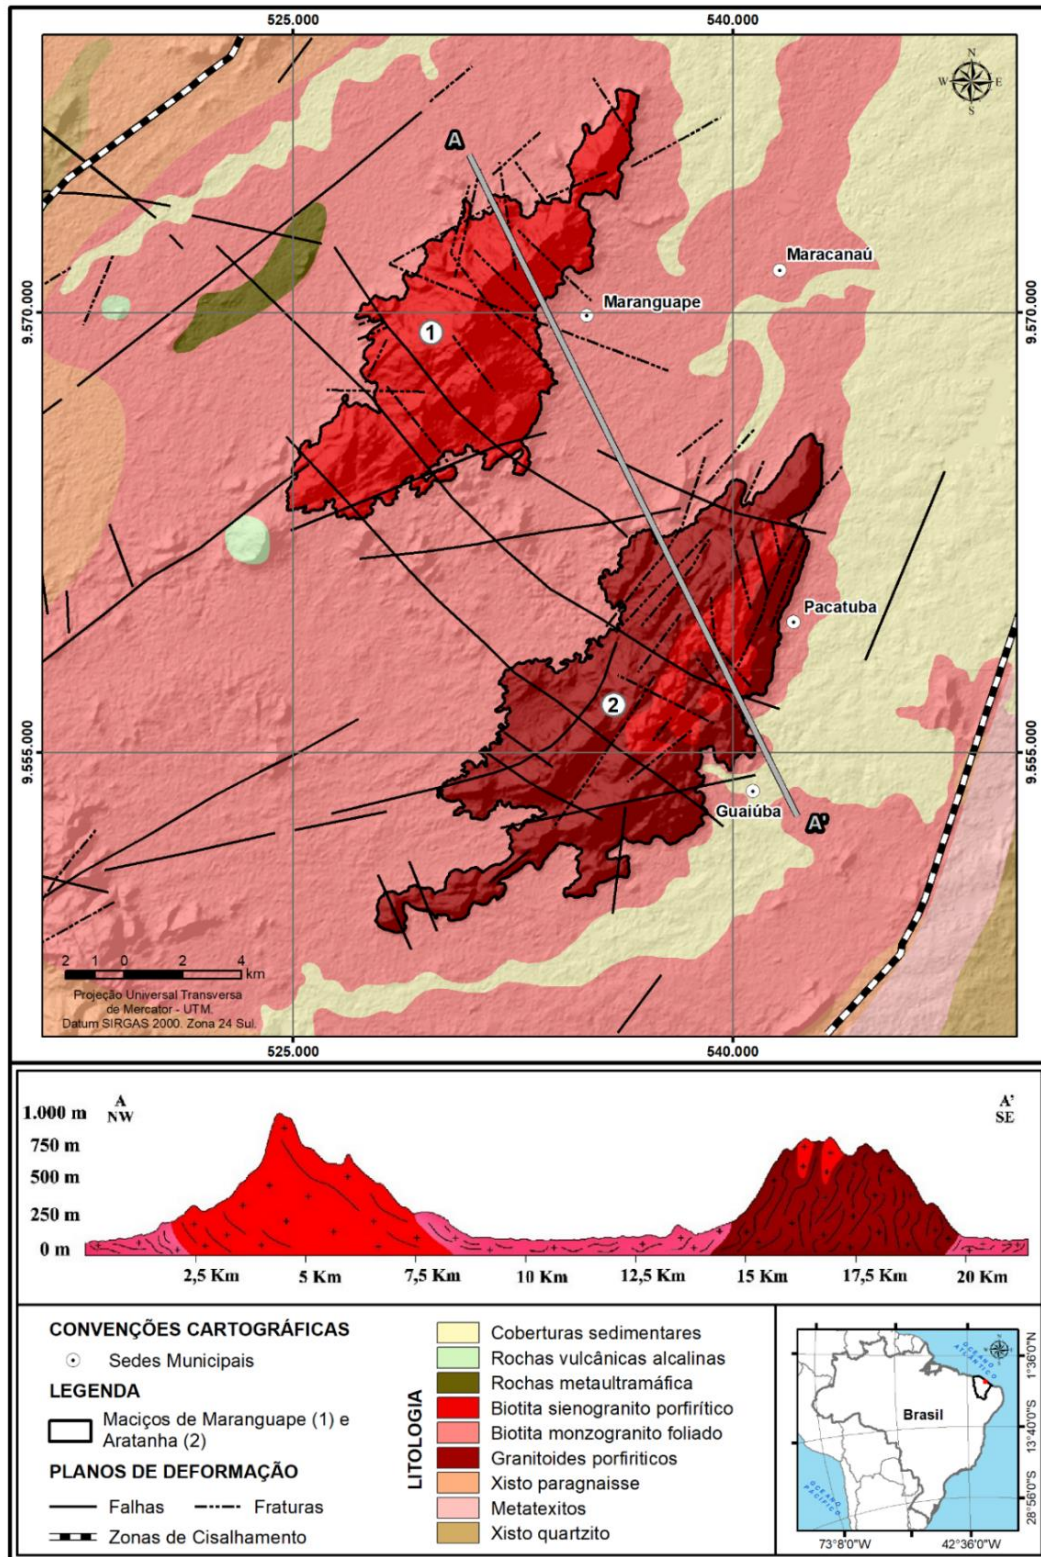 525.000
540.000
N
W E
S
A
Maracanaú
9.570.000
Maranguape
9.570.000
1
Pacatuba
2
9.555.000
9.555.000
Guaiúba
A'
2 1 0 2 4
km
Projeção Universal Transversa
de Mercator - UTM.
Datum SIRGAS 2000. Zona 24 Sul.
525.000
540.000
A
NW
A'
SE
1.000 m
750 m
500 m
250 m
0 m
2,5 Km
5 Km
7,5 Km
10 Km
12,5 Km
15 Km
17,5 Km
20 Km
CONVENÇÕES CARTOGRÁFICAS
Sedes Municipais
LEGENDA
Maciços de Maranguape (1) e
Aratanha (2)
PLANOS DE DEFORMAÇÃO
Falhas
Fraturas
Zonas de Cisalhamento
LITOLOGIA
Coberturas sedimentares
Rochas vulcânicas alcalinas
Rochas metaultramáfica
Biotita sienogranito porfirítico
Biotita monzogranito foliado
Granitoides porfiriticos
Xisto paragnaisse
Metatexitos
Xisto quartzito
OCEANO
ATLÂNTICO
Brasil
OCEANO
PACÍFICO
1°36'0"N
13°40'0"S
28°56'0"S
73°8'0"W
42°36'0"W